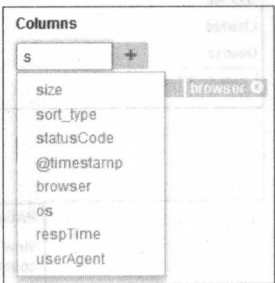 Columns
s +
browser
size
sort_type
statusCode
@timestamp
browser
os
respTime
userAgent